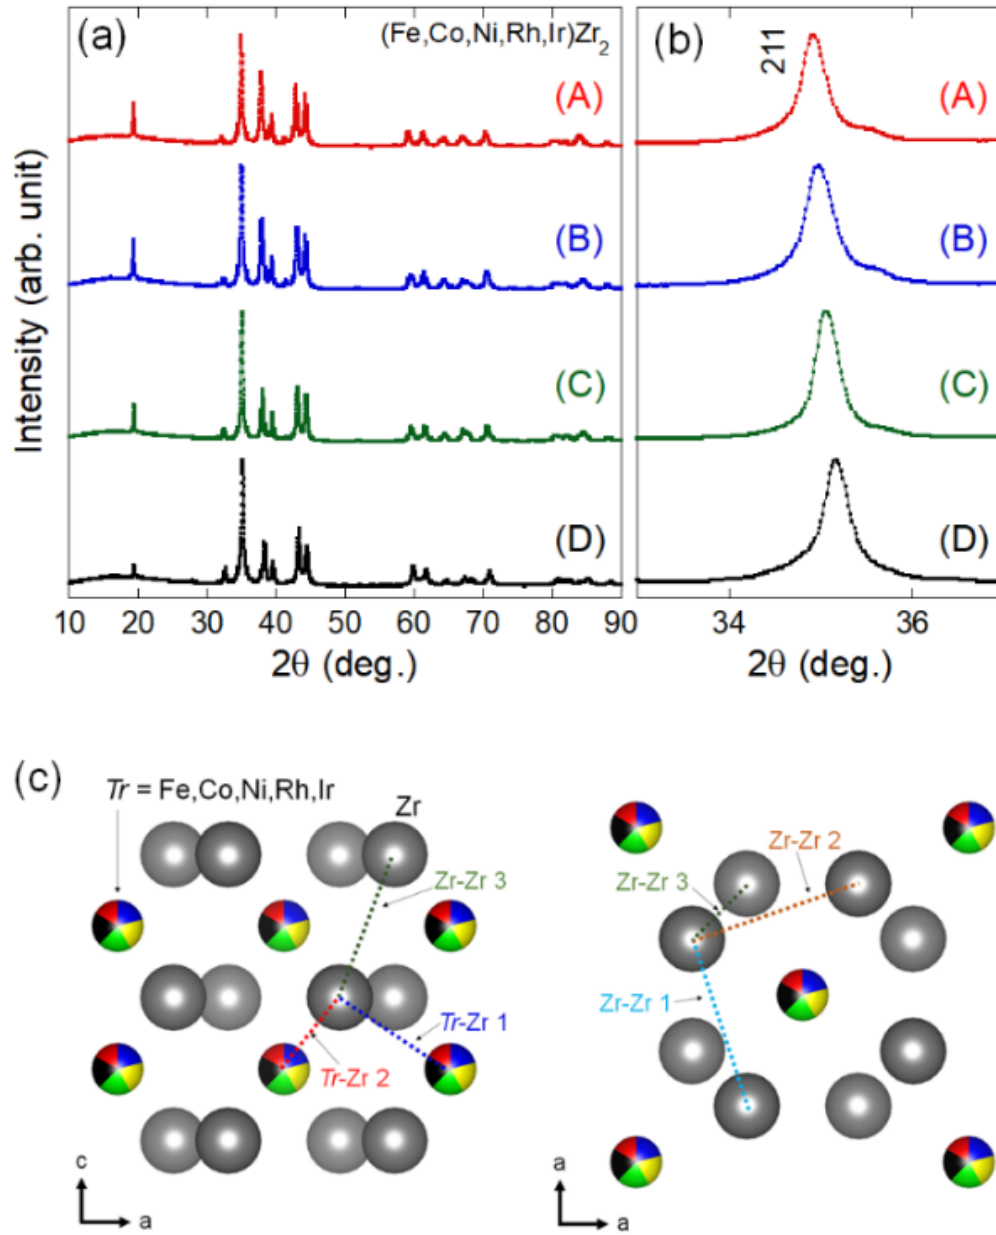 (a)
(Fe,Co,Ni,Rh,Ir)Zr₂
(b)
211
(A)
(A)
(B)
(B)
(C)
(C)
(D)
(D)
Intensity (arb. unit)
10 20 30 40 50 60 70 80 90
34 36
2θ (deg.)
2θ (deg.)
(c)
Tr = Fe,Co,Ni,Rh,Ir
Zr
Zr-Zr 3
Tr-Zr 1
Tr-Zr 2
c
a
Zr-Zr 2
Zr-Zr 3
Zr-Zr 1
a
a